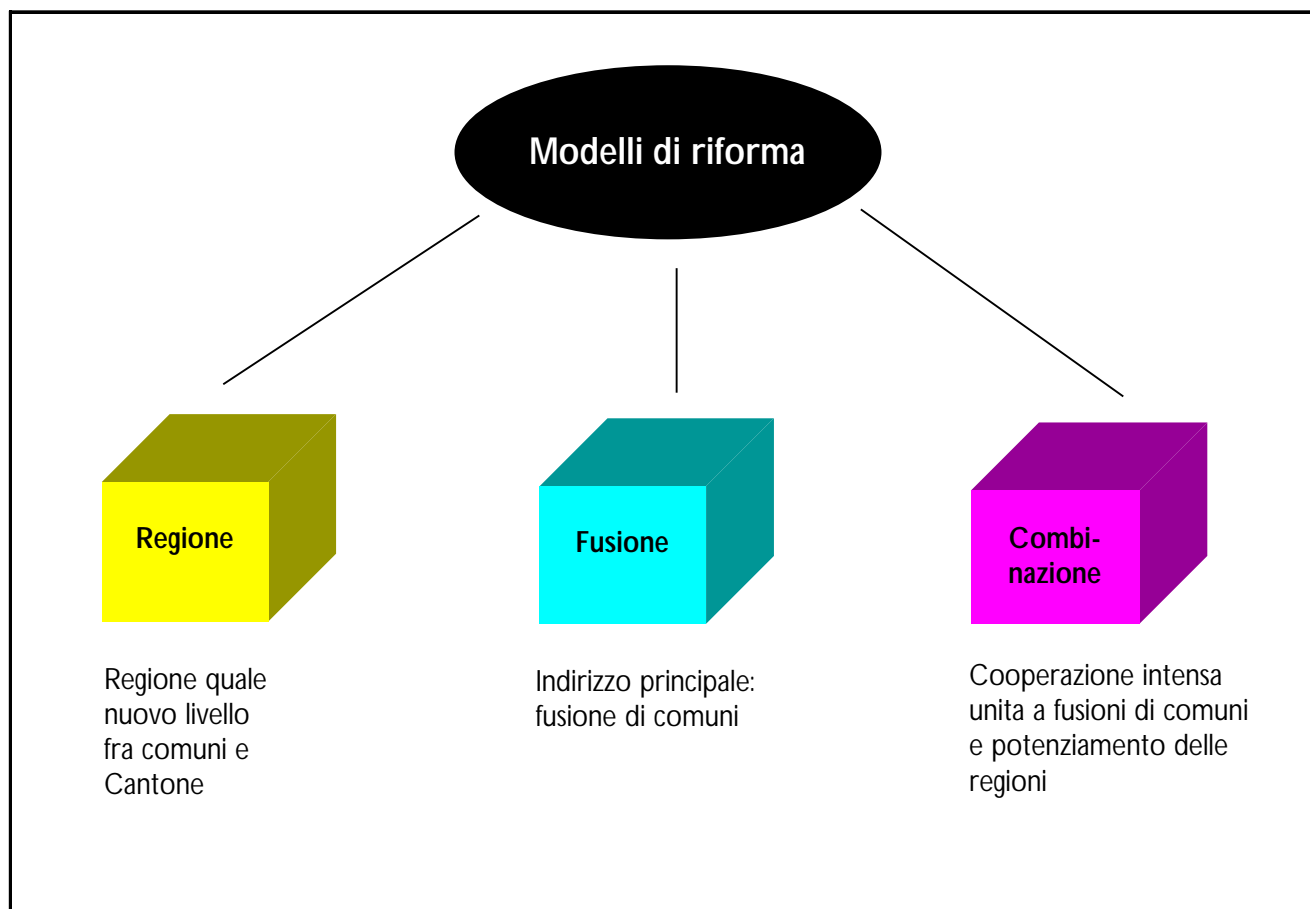 Modelli di riforma
Regione
Regione quale
nuovo livello
fra comuni e
Cantone
Fusione
Indirizzo principale:
fusione di comuni
Combi-
nazione
Cooperazione intensa
unita a fusioni di comuni
e potenziamento delle
regioni